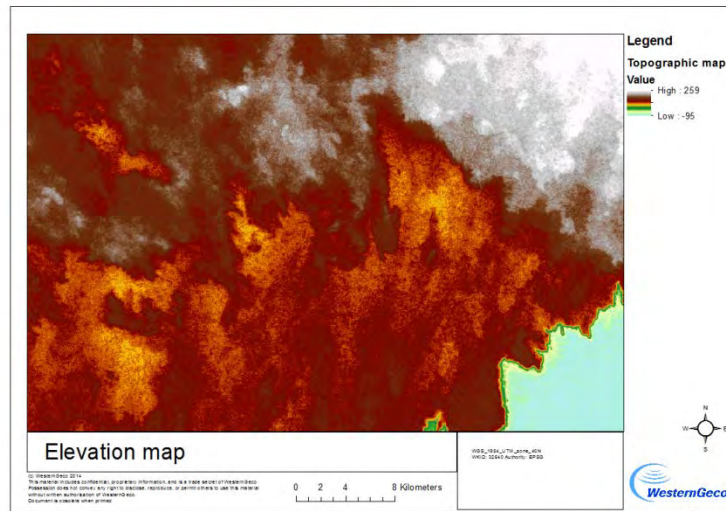 Legend
Topographic map
Value
High : 259
Low : -95
N
W E
S
Elevation map
WGS_1984_UTM_zone_40N
WKID: 32640 Authority: EPSG
(c) WesternGeco 2014
This material includes confidential, proprietary information, and is a trade secret of WesternGeco.
Possession does not convey any right to disclose, reproduce, or permit others to use this material
without written authorisation of WesternGeco.
Document is obsolete when printed
0 2 4 8 Kilometers
WesternGeco